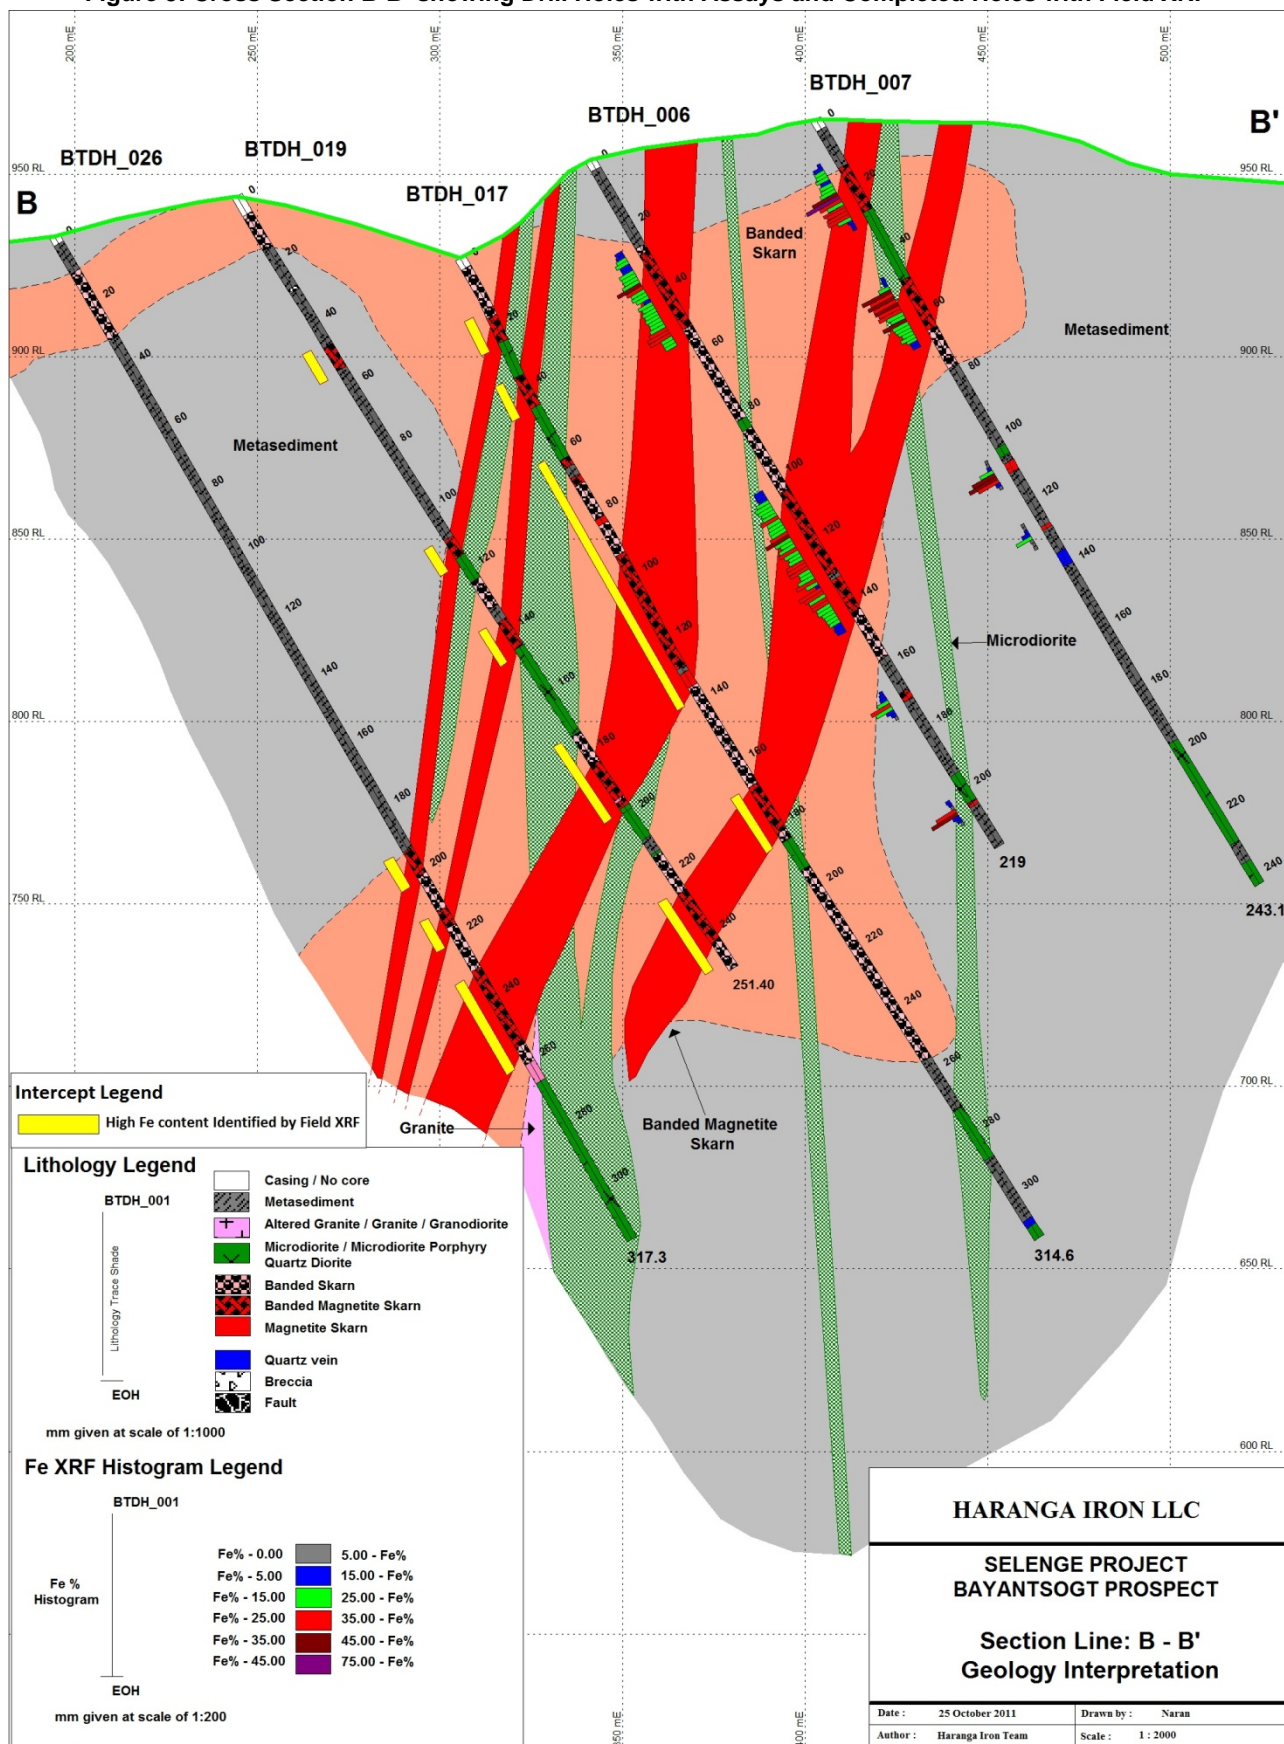 Figure 3: Cross Section B-B' showing Drill Holes with Assays and Completed Holes with Field XRF
200 mE
250 mE
300 mE
350 mE
400 mE
450 mE
500 mE
BTDH_007
BTDH_006
B'
BTDH_019
BTDH_026
BTDH_017
B
950 RL
950 RL
Banded
Skarn
Metasediment
900 RL
900 RL
Metasediment
850 RL
850 RL
Microdiorite
800 RL
800 RL
219
243.1
750 RL
750 RL
251.40
700 RL
700 RL
Intercept Legend
High Fe content Identified by Field XRF
Granite
Banded Magnetite
Skarn
317.3
314.6
650 RL
600 RL
Lithology Legend
BTDH_001
Lithology Trace Shade
EOH
Casing / No core
Metasediment
Altered Granite / Granite / Granodiorite
Microdiorite / Microdiorite Porphyry
Quartz Diorite
Banded Skarn
Banded Magnetite Skarn
Magnetite Skarn
Quartz vein
Breccia
Fault
mm given at scale of 1:1000
Fe XRF Histogram Legend
BTDH_001
Fe %
Histogram
EOH
Fe% - 0.00 5.00 - Fe%
Fe% - 5.00 15.00 - Fe%
Fe% - 15.00 25.00 - Fe%
Fe% - 25.00 35.00 - Fe%
Fe% - 35.00 45.00 - Fe%
Fe% - 45.00 75.00 - Fe%
mm given at scale of 1:200
350 mE
400 mE
HARANGA IRON LLC
SELENGE PROJECT
BAYANTSOGT PROSPECT
Section Line: B - B'
Geology Interpretation
Date : 25 October 2011 Drawn by : Naran
Author : Haranga Iron Team Scale : 1 : 2000